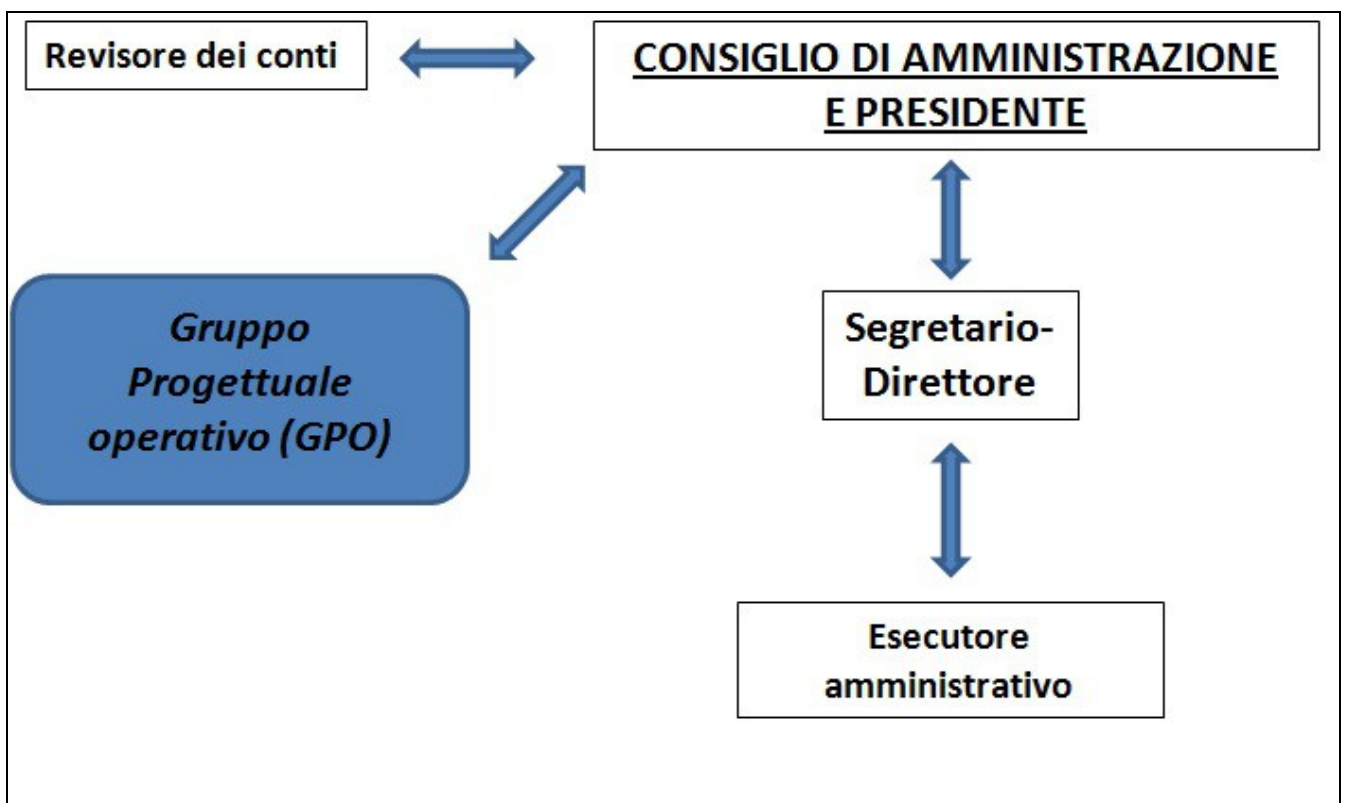 Revisore dei conti
CONSIGLIO DI AMMINISTRAZIONE
E PRESIDENTE
Gruppo
Progettuale
operativo (GPO)
Segretario-
Direttore
Esecutore
amministrativo